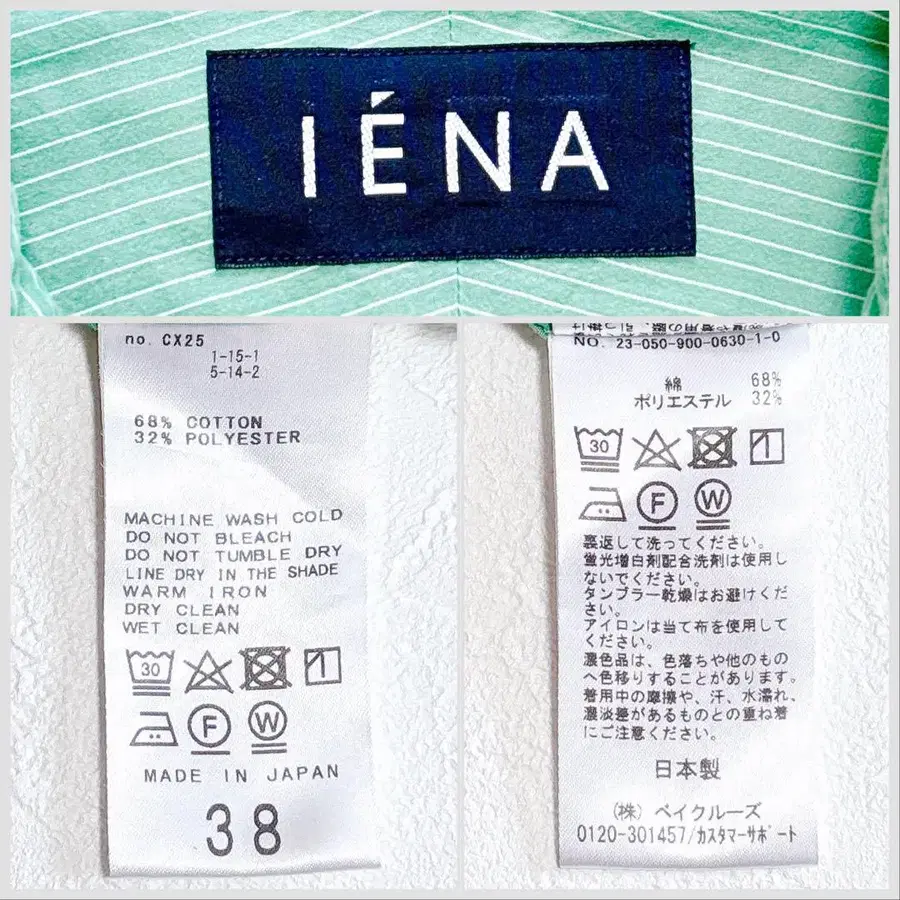 IÉNA
no. CX25
1-15-1
5-14-2
68% COTTON
32% POLYESTER
MACHINE WASH COLD
DO NOT BLEACH
DO NOT TUMBLE DRY
LINE DRY IN THE SHADE
WARM IRON
DRY CLEAN
WET CLEAN
30
F W
MADE IN JAPAN
38
NO. 23-050-900-0630-1-0
綿 68%
ポリエステル 32%
30
F W
裏返して洗ってください。
蛍光増白剤配合洗剤は使用し
ないでください。
タンブラー乾燥はお避けくだ
さい。
アイロンは当て布を使用して
ください。
濃色品は、色落ちや他のもの
へ色移りすることがあります。
着用中の摩擦や、汗、水濡れ、
濃淡差があるものとの重ね着
にご注意ください。
日本製
(株) ベイクルーズ
0120-301457/カスタマーサポート